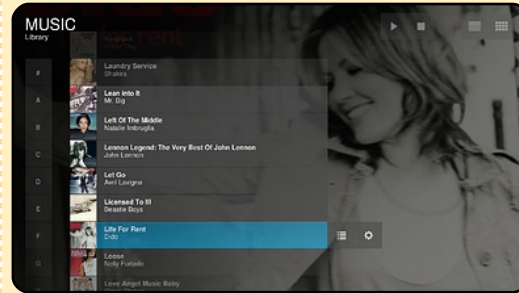 MUSIC
Library
#
Laundry Service
Shakira
A
Lean Into It
Mr. Big
B
Left Of The Middle
Natalie Imbruglia
C
Lennon Legend: The Very Best Of John Lennon
John Lennon
D
Let Go
Avril Lavigne
E
Licensed To Ill
Beastie Boys
F
Life For Rent
Dido
G
Loose
Nelly Furtado
Love Angel Music Baby